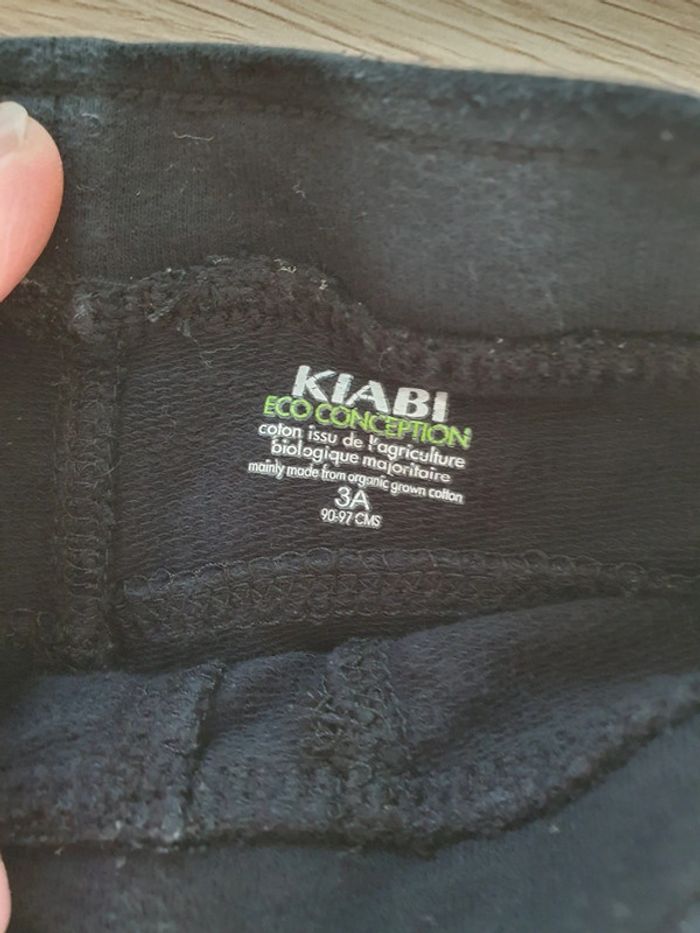 KIABI
ECO CONCEPTION
coton issu de l'agriculture
biologique majoritaire
mainly made from organic grown cotton
3A
90-97 CMS